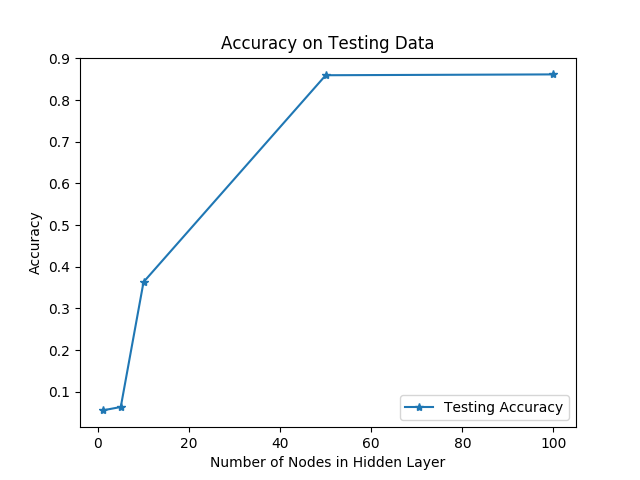 Accuracy on Testing Data
0.9
0.8
0.7
0.6
0.5
0.4
0.3
0.2
0.1
Accuracy
Testing Accuracy
0 20 40 60 80 100
Number of Nodes in Hidden Layer